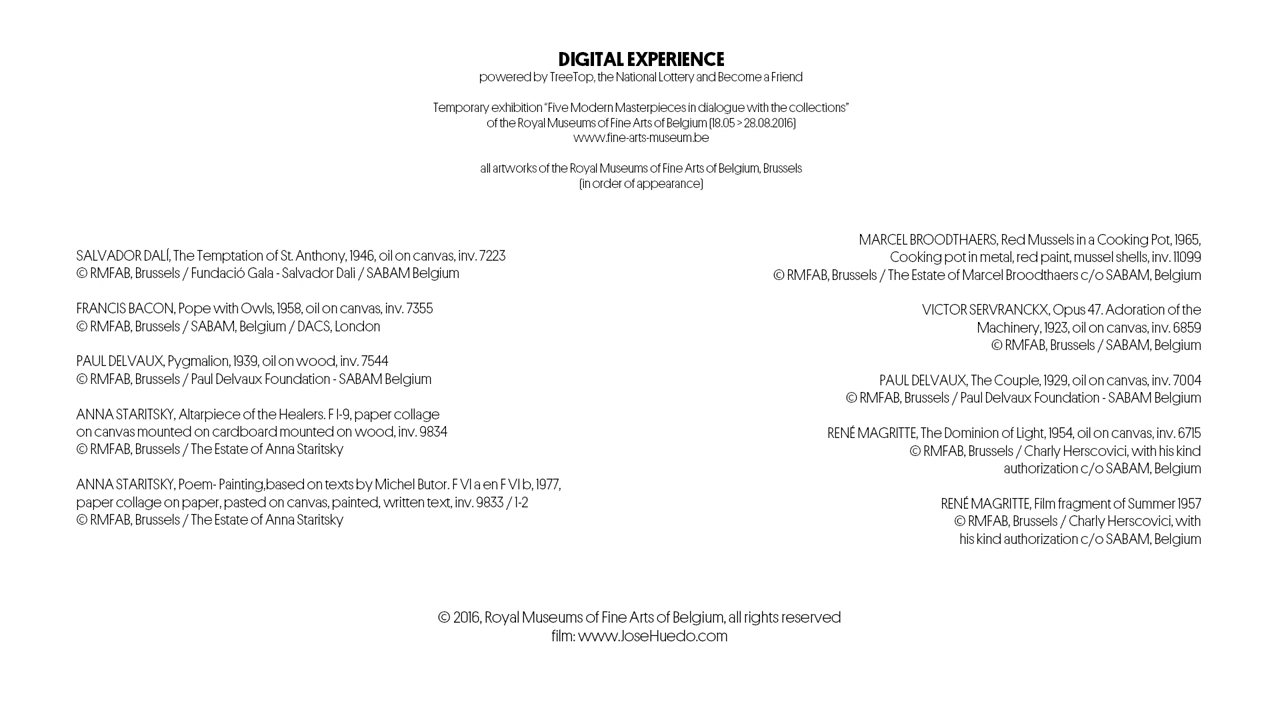 DIGITAL EXPERIENCE
powered by TreeTop, the National Lottery and Become a Friend
Temporary exhibition “Five Modern Masterpieces in dialogue with the collections”
of the Royal Museums of Fine Arts of Belgium (18.05 > 28.08.2016)
www.fine-arts-museum.be
all artworks of the Royal Museums of Fine Arts of Belgium, Brussels
(in order of appearance)
SALVADOR DALÍ, The Temptation of St. Anthony, 1946, oil on canvas, inv. 7223
© RMFAB, Brussels / Fundació Gala - Salvador Dali / SABAM Belgium
FRANCIS BACON, Pope with Owls, 1958, oil on canvas, inv. 7355
© RMFAB, Brussels / SABAM, Belgium / DACS, London
PAUL DELVAUX, Pygmalion, 1939, oil on wood, inv. 7544
© RMFAB, Brussels / Paul Delvaux Foundation - SABAM Belgium
ANNA STARITSKY, Altarpiece of the Healers. F I-9, paper collage
on canvas mounted on cardboard mounted on wood, inv. 9834
© RMFAB, Brussels / The Estate of Anna Staritsky
ANNA STARITSKY, Poem- Painting,based on texts by Michel Butor. F VI a en F VI b, 1977,
paper collage on paper, pasted on canvas, painted, written text, inv. 9833 / 1-2
© RMFAB, Brussels / The Estate of Anna Staritsky
MARCEL BROODTHAERS, Red Mussels in a Cooking Pot, 1965,
Cooking pot in metal, red paint, mussel shells, inv. 11099
© RMFAB, Brussels / The Estate of Marcel Broodthaers c/o SABAM, Belgium
VICTOR SERVRANCKX, Opus 47. Adoration of the
Machinery, 1923, oil on canvas, inv. 6859
© RMFAB, Brussels / SABAM, Belgium
PAUL DELVAUX, The Couple, 1929, oil on canvas, inv. 7004
© RMFAB, Brussels / Paul Delvaux Foundation - SABAM Belgium
RENÉ MAGRITTE, The Dominion of Light, 1954, oil on canvas, inv. 6715
© RMFAB, Brussels / Charly Herscovici, with his kind
authorization c/o SABAM, Belgium
RENÉ MAGRITTE, Film fragment of Summer 1957
© RMFAB, Brussels / Charly Herscovici, with
his kind authorization c/o SABAM, Belgium
© 2016, Royal Museums of Fine Arts of Belgium, all rights reserved
film: www.JoseHuedo.com